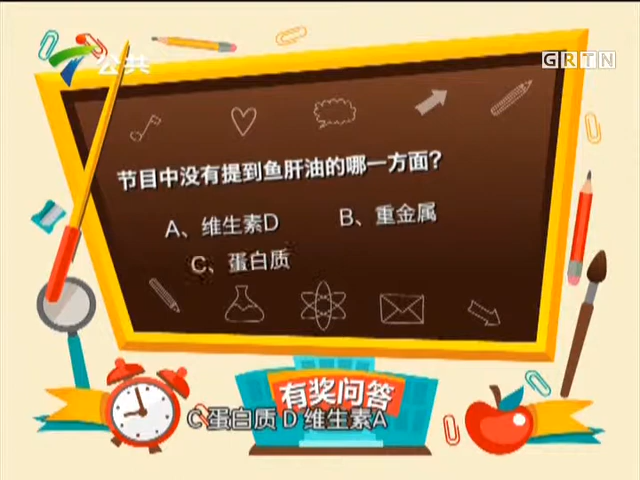 公共
GRTN
节目中没有提到鱼肝油的哪一方面?
A、维生素D
B、重金属
C、蛋白质
有奖问答
C 蛋白质 D 维生素A